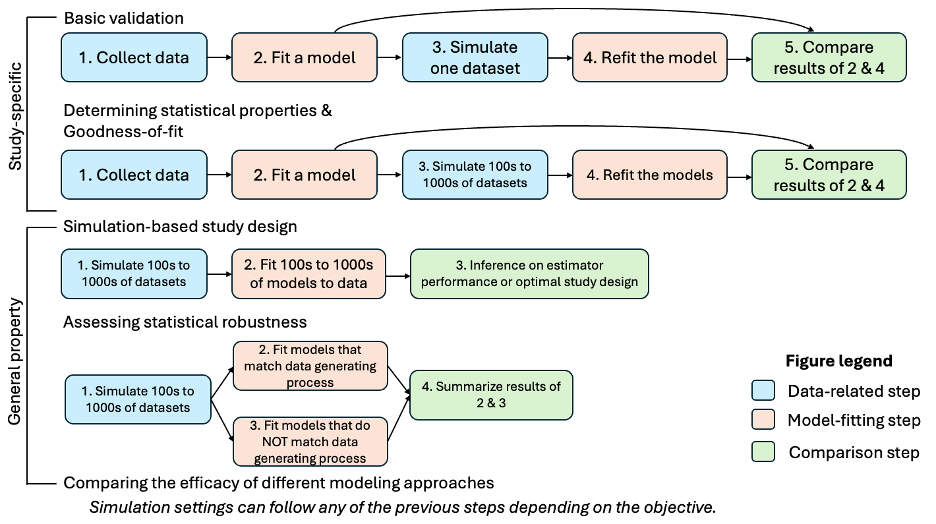 Study-specific
Basic validation
1. Collect data
2. Fit a model
3. Simulate
one dataset
4. Refit the model
5. Compare
results of 2 & 4
Determining statistical properties &
Goodness-of-fit
1. Collect data
2. Fit a model
3. Simulate 100s to
1000s of datasets
4. Refit the models
5. Compare
results of 2 & 4
General property
Simulation-based study design
1. Simulate 100s to
1000s of datasets
2. Fit 100s to 1000s
of models to data
3. Inference on estimator
performance or optimal study design
Assessing statistical robustness
1. Simulate 100s to
1000s of datasets
2. Fit models that
match data generating
process
3. Fit models that do
NOT match data
generating process
4. Summarize results of
2 & 3
Figure legend
Data-related step
Model-fitting step
Comparison step
Comparing the efficacy of different modeling approaches
Simulation settings can follow any of the previous steps depending on the objective.